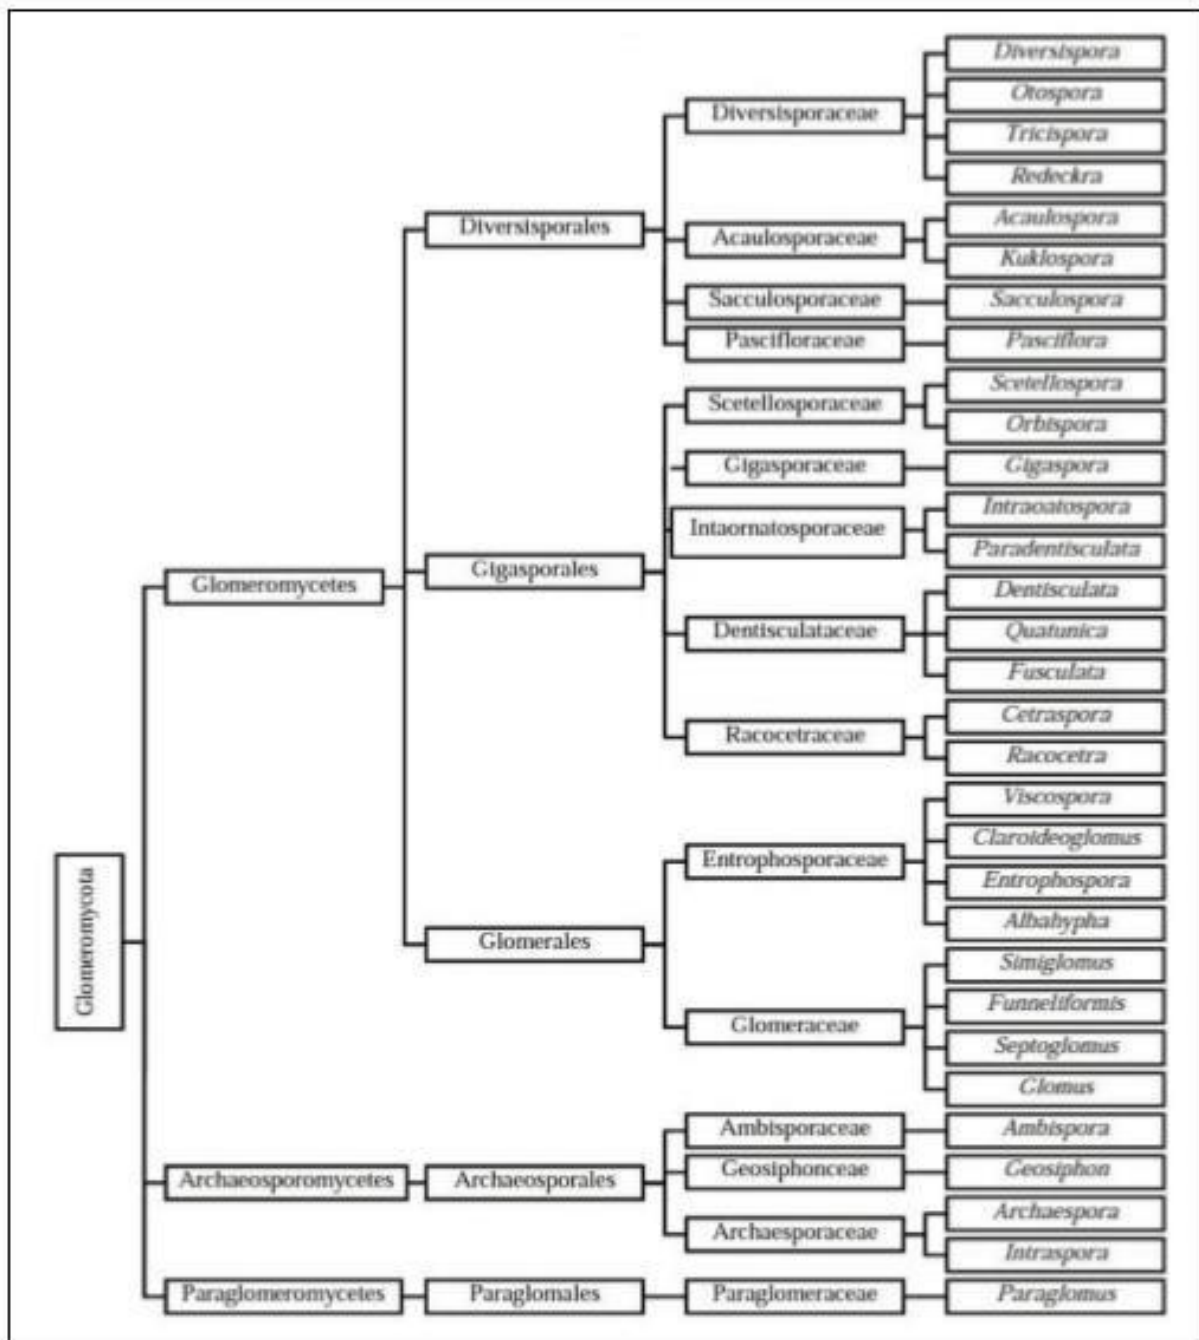 Glomeromycota
Glomeromycetes
Archaeosporomycetes
Paraglomeromycetes
Diversisporales
Gigasporales
Glomerales
Archaeosporales
Paraglomales
Diversisporaceae
Acaulosporaceae
Sacculosporaceae
Pascifloraceae
Scetellosporaceae
Gigasporaceae
Intaornatosporaceae
Dentisculataceae
Racocetraceae
Entrophosporaceae
Glomeraceae
Ambisporaceae
Geosiphonceae
Archaesporaceae
Paraglomeraceae
Diversispora
Otospora
Tricispora
Redeckra
Acaulospora
Kuklospora
Sacculospora
Pasciflora
Scetellospora
Orbispora
Gigaspora
Intraoatospora
Paradentisculata
Dentisculata
Quatunica
Fusculata
Cetraspora
Racocetra
Viscospora
Claroideoglomus
Entrophospora
Albahypha
Simiglomus
Funneliformis
Septoglomus
Glomus
Ambispora
Geosiphon
Archaespora
Intraspora
Paraglomus